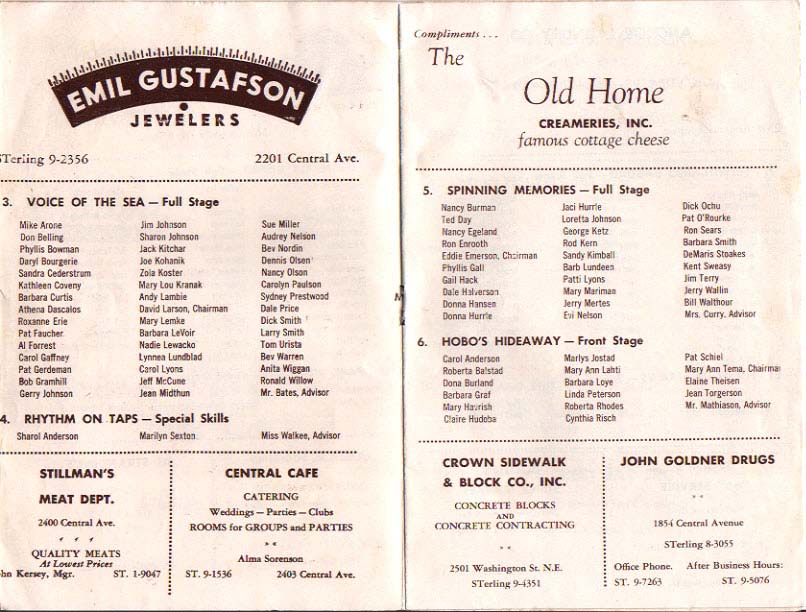 EMIL GUSTAFSON
JEWELERS
STerling 9-2356 2201 Central Ave.
3. VOICE OF THE SEA — Full Stage
Mike Arone Jim Johnson Sue Miller
Don Belling Sharon Johnson Audrey Nelson
Phyllis Bowman Jack Kitchar Bev Nordin
Daryl Bourgerie Joe Kohanik Dennis Olsen
Sandra Cederstrum Zoia Koster Nancy Olson
Kathleen Coveny Mary Lou Kranak Carolyn Paulson
Barbara Curtis Andy Lambie Sydney Prestwood
Athena Dascalos David Larson, Chairman Dale Price
Roxanne Erie Mary Lemke Dick Smith
Pat Faucher Barbara LeVoir Larry Smith
Al Forrest Nadie Lewacko Tom Urista
Carol Gaffney Lynnea Lundblad Bev Warren
Pat Gerdeman Carol Lyons Anita Wiggan
Bob Gramhill Jeff McCune Ronald Willow
Gerry Johnson Jean Midthun Mr. Bates, Advisor
4. RHYTHM ON TAPS — Special Skills
Sharol Anderson Marilyn Sexton Miss Walkee, Advisor
STILLMAN'S
MEAT DEPT.
2400 Central Ave.
QUALITY MEATS
At Lowest Prices
hn Kersey, Mgr. ST. 1-9047
CENTRAL CAFE
CATERING
Weddings — Parties — Clubs
ROOMS for GROUPS and PARTIES
Alma Sorenson
ST. 9-1536 2403 Central Ave.
Compliments . . .
The
Old Home
CREAMERIES, INC.
famous cottage cheese
5. SPINNING MEMORIES — Full Stage
Nancy Burman Jaci Hurrle Dick Ochu
Ted Day Loretta Johnson Pat O'Rourke
Nancy Egeland George Ketz Ron Sears
Ron Enrooth Rod Kern Barbara Smith
Eddie Emerson, Chairman Sandy Kimball DeMaris Stoakes
Phyllis Gall Barb Lundeen Kent Sweasy
Gail Hack Patti Lyons Jim Terry
Dale Halverson Mary Mariman Jerry Wallin
Donna Hansen Jerry Mertes Bill Walthour
Donna Hurrle Evi Nelson Mrs. Curry, Advisor
6. HOBO'S HIDEAWAY — Front Stage
Carol Anderson Marlys Jostad Pat Schiel
Roberta Balstad Mary Ann Lahti Mary Ann Tema, Chairma
Dona Burland Barbara Loye Elaine Theisen
Barbara Graf Linda Peterson Jean Torgerson
Mary Havrish Roberta Rhodes Mr. Mathiason, Advisor
Claire Hudoba Cynthia Risch
CROWN SIDEWALK
& BLOCK CO., INC.
CONCRETE BLOCKS
AND
CONCRETE CONTRACTING
2501 Washington St. N.E.
STerling 9-4351
JOHN GOLDNER DRUGS
1854 Central Avenue
STerling 8-3055
Office Phone. After Business Hours:
ST. 9-7263 ST. 9-5076